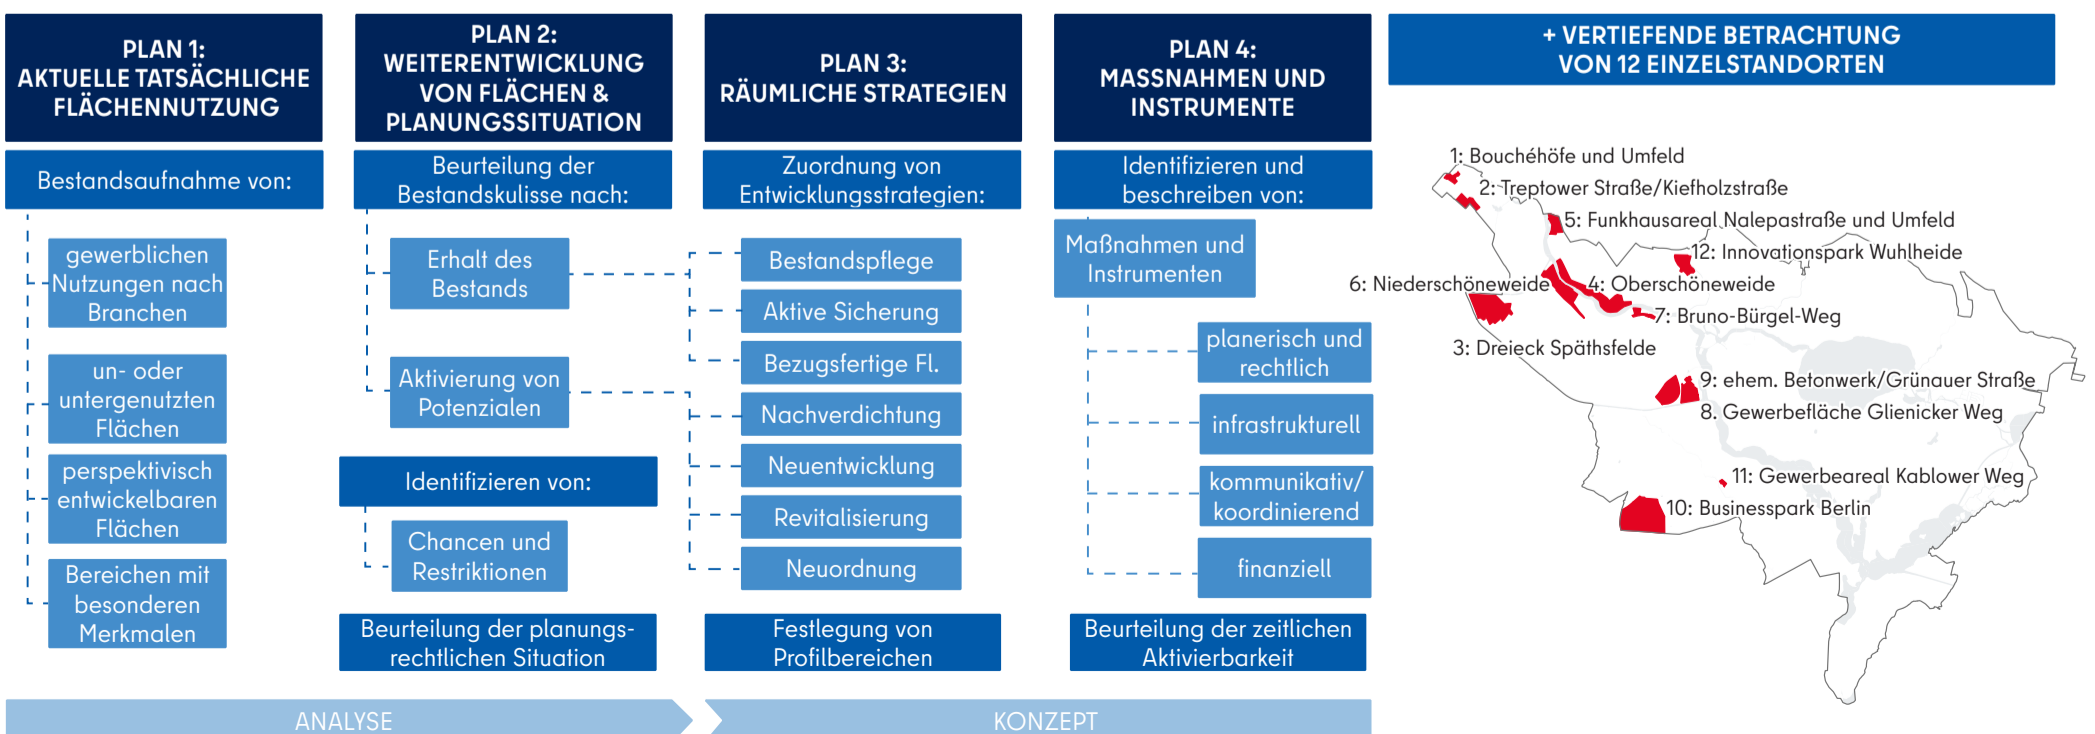 PLAN 1:
AKTUELLE TATSÄCHLICHE
FLÄCHENNUTZUNG
Bestandsaufnahme von:
gewerblichen
Nutzungen nach
Branchen
un- oder
untergenutzten
Flächen
perspektivisch
entwickelbaren
Flächen
Bereichen mit
besonderen
Merkmalen
PLAN 2:
WEITERENTWICKLUNG
VON FLÄCHEN &
PLANUNGSSITUATION
Beurteilung der
Bestandskulisse nach:
Erhalt des
Bestands
Aktivierung von
Potenzialen
Identifizieren von:
Chancen und
Restriktionen
Beurteilung der planungs-
rechtlichen Situation
PLAN 3:
RÄUMLICHE STRATEGIEN
Zuordnung von
Entwicklungsstrategien:
Bestandspflege
Aktive Sicherung
Bezugsfertige Fl.
Nachverdichtung
Neuentwicklung
Revitalisierung
Neuordnung
Festlegung von
Profilbereichen
PLAN 4:
MASSNAHMEN UND
INSTRUMENTE
Identifizieren und
beschreiben von:
Maßnahmen und
Instrumenten
planerisch und
rechtlich
infrastrukturell
kommunikativ/
koordinierend
finanziell
Beurteilung der zeitlichen
Aktivierbarkeit
ANALYSE
KONZEPT
+ VERTIEFENDE BETRACHTUNG
VON 12 EINZELSTANDORTEN
1: Bouchéhöfe und Umfeld
2: Treptower Straße/Kiefholzstraße
5: Funkhausareal Nalepastraße und Umfeld
12: Innovationspark Wuhlheide
6: Niederschöneweide
4: Oberschöneweide
7: Bruno-Bürgel-Weg
3: Dreieck Späthsfelde
9: ehem. Betonwerk/Grünauer Straße
8. Gewerbefläche Glienicker Weg
11: Gewerbeareal Kablower Weg
10: Businesspark Berlin